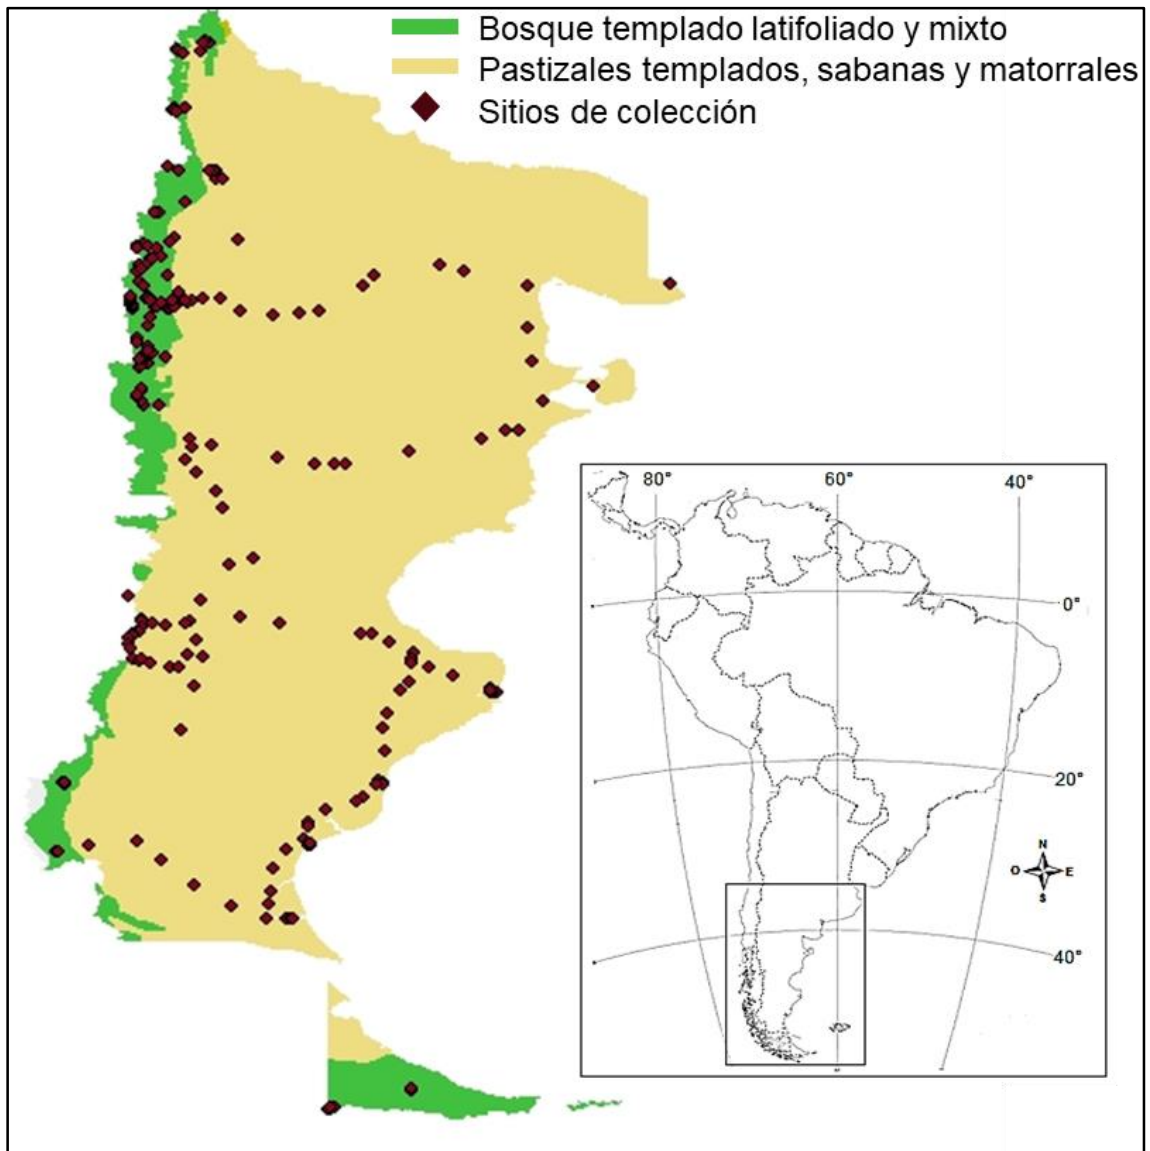 Bosque templado latifoliado y mixto
Pastizales templados, sabanas y matorrales
Sitios de colección
80° 60° 40°
0°
20°
N
O E
S
40°